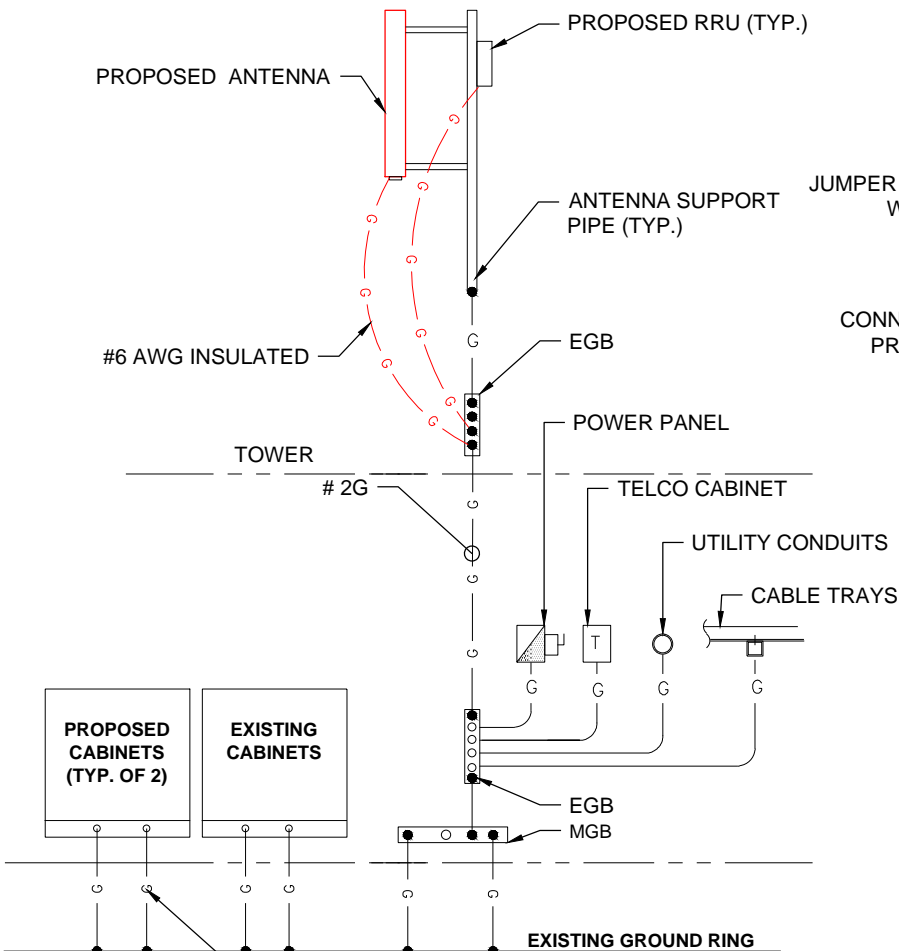 PROPOSED RRU (TYP.)
PROPOSED ANTENNA
G
G
JUMPER
W
ANTENNA SUPPORT
PIPE (TYP.)
G
G
G
G
CONN
PR
G
G
#6 AWG INSULATED
EGB
G
G
G
G
POWER PANEL
TOWER
# 2G
TELCO CABINET
G
UTILITY CONDUITS
G
CABLE TRAYS
T
G
G
G
G
G
PROPOSED
CABINETS
(TYP. OF 2)
EXISTING
CABINETS
EGB
MGB
G
G
G
G
G
G
EXISTING GROUND RING